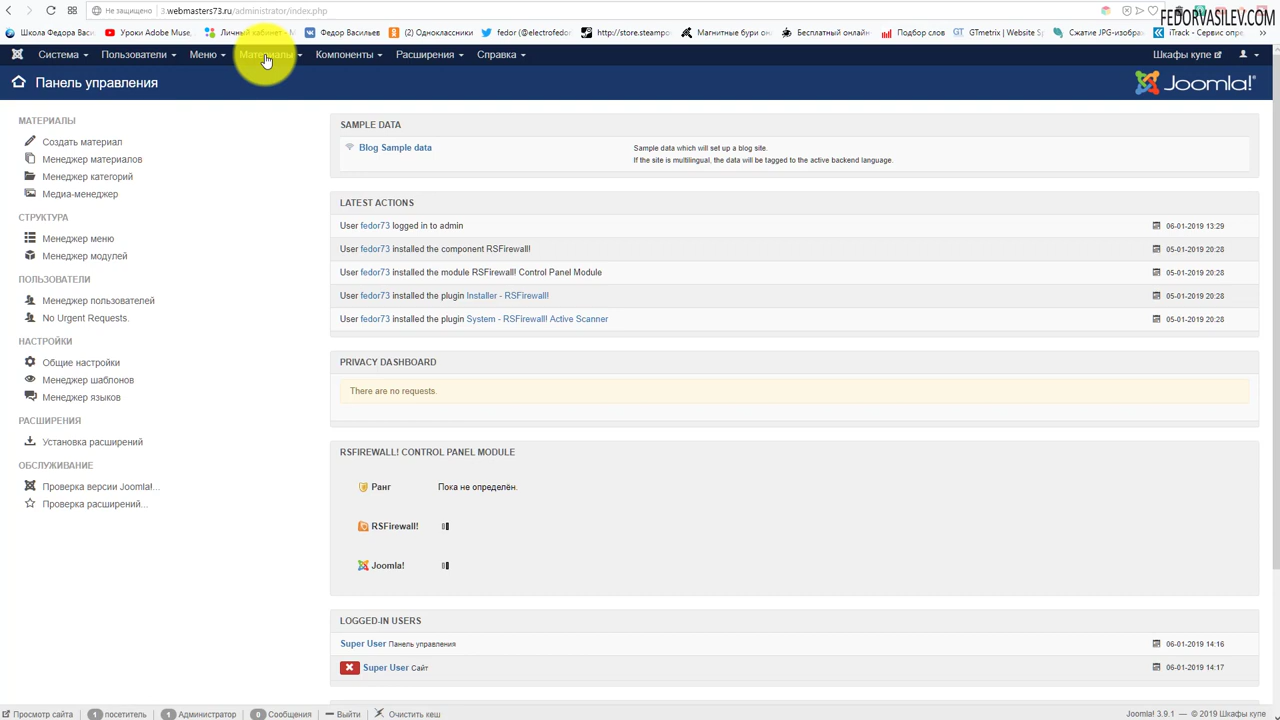 Не защищено 3.webmasters73.ru/administrator/index.php
FEDORVASILEV.COM
Школа Федора Васи. Уроки Adobe Muse, Личный кабинет - М Федор Васильев (2) Одноклассники fedor (@electrofedor) http://store.steampo Магнитные бури Бесплатный онлайн Подбор слов GTmetrix | Website S Сжатие JPG-изображ iTrack - Сервис опр
Система Пользователи Меню Материалы Компоненты Расширения Справка Шкафы купе
Панель управления Joomla!
МАТЕРИАЛЫ
Создать материал
Менеджер материалов
Менеджер категорий
Медиа-менеджер
СТРУКТУРА
Менеджер меню
Менеджер модулей
ПОЛЬЗОВАТЕЛИ
Менеджер пользователей
No Urgent Requests.
НАСТРОЙКИ
Общие настройки
Менеджер шаблонов
Менеджер языков
РАСШИРЕНИЯ
Установка расширений
ОБСЛУЖИВАНИЕ
Проверка версии Joomla!...
Проверка расширений...
SAMPLE DATA
Blog Sample data Sample data which will set up a blog site.
If the site is multilingual, the data will be tagged to the active backend language.
LATEST ACTIONS
User fedor73 logged in to admin 06-01-2019 13:29
User fedor73 installed the component RSFirewall! 05-01-2019 20:28
User fedor73 installed the module RSFirewall! Control Panel Module 05-01-2019 20:28
User fedor73 installed the plugin Installer - RSFirewall! 05-01-2019 20:28
User fedor73 installed the plugin System - RSFirewall! Active Scanner 05-01-2019 20:28
PRIVACY DASHBOARD
There are no requests.
RSFIREWALL! CONTROL PANEL MODULE
Ранг Пока не определён.
RSFirewall!
Joomla!
LOGGED-IN USERS
Super User Панель управления 06-01-2019 14:16
Super User Сайт 06-01-2019 14:17
Просмотр сайта 1 посетитель 1 Администратор 0 Сообщения Выйти Очистить кеш Joomla! 3.9.1 — © 2019 Шкафы купе